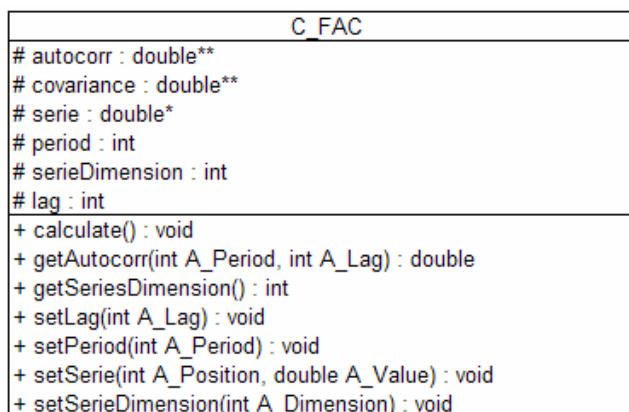 C_FAC
# autocorr : double**
# covariance : double**
# serie : double*
# period : int
# serieDimension : int
# lag : int
+ calculate() : void
+ getAutocorr(int A_Period, int A_Lag) : double
+ getSeriesDimension() : int
+ setLag(int A_Lag) : void
+ setPeriod(int A_Period) : void
+ setSerie(int A_Position, double A_Value) : void
+ setSerieDimension(int A_Dimension) : void